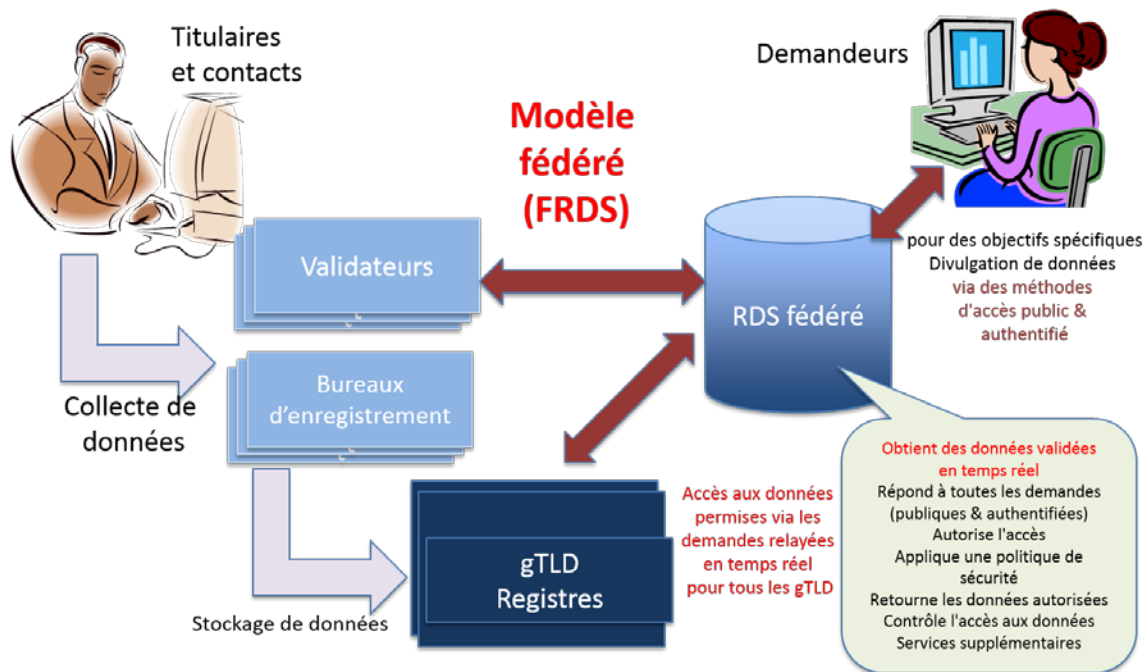 Titulaires
et contacts
Demandeurs
Modèle
fédéré
(FRDS)
Validateurs
RDS fédéré
pour des objectifs spécifiques
Divulgation de données
via des méthodes
d'accès public &
authentifié
Bureaux
d'enregistrement
Collecte de
données
gTLD
Registres
Stockage de données
Accès aux données
permises via les
demandes relayées
en temps réel
pour tous les gTLD
Obtient des données validées
en temps réel
Répond à toutes les demandes
(publiques & authentifiées)
Autorise l'accès
Applique une politique de
sécurité
Retourne les données autorisées
Contrôle l'accès aux données
Services supplémentaires